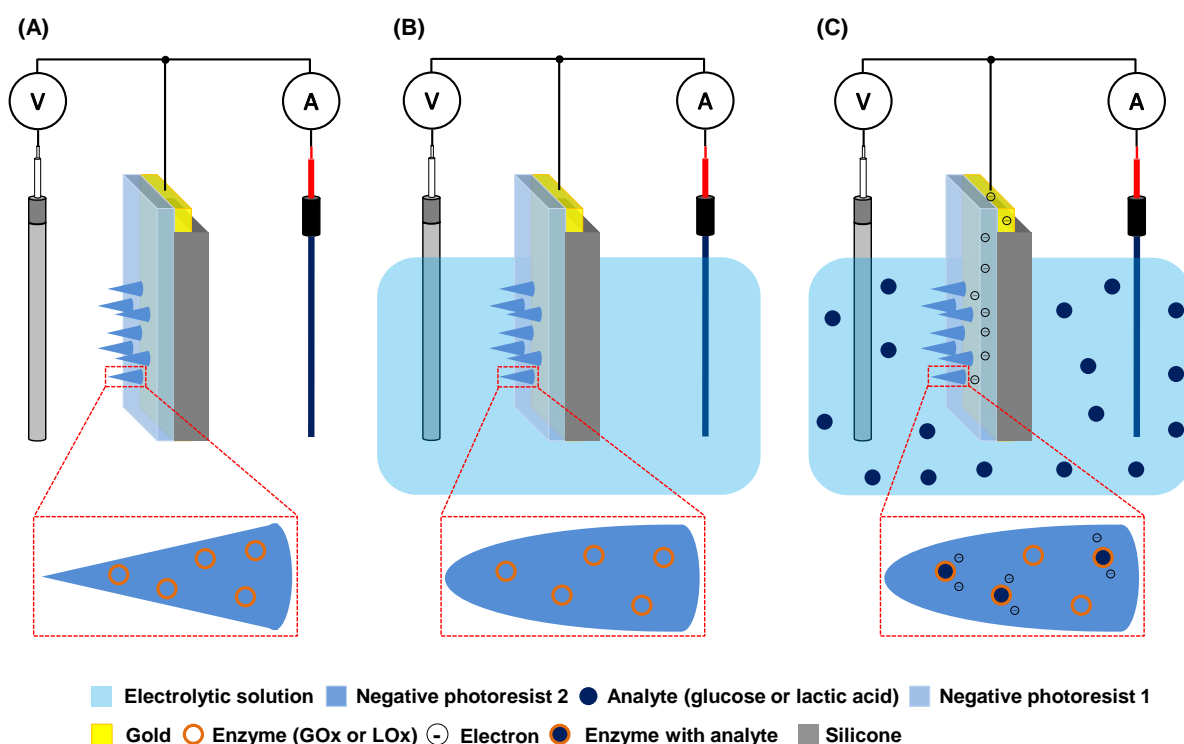 (A) (B) (C)
V A V A V A
Electrolytic solution Negative photoresist 2 Analyte (glucose or lactic acid) Negative photoresist 1
Gold Enzyme (GOx or LOx) Electron Enzyme with analyte Silicone